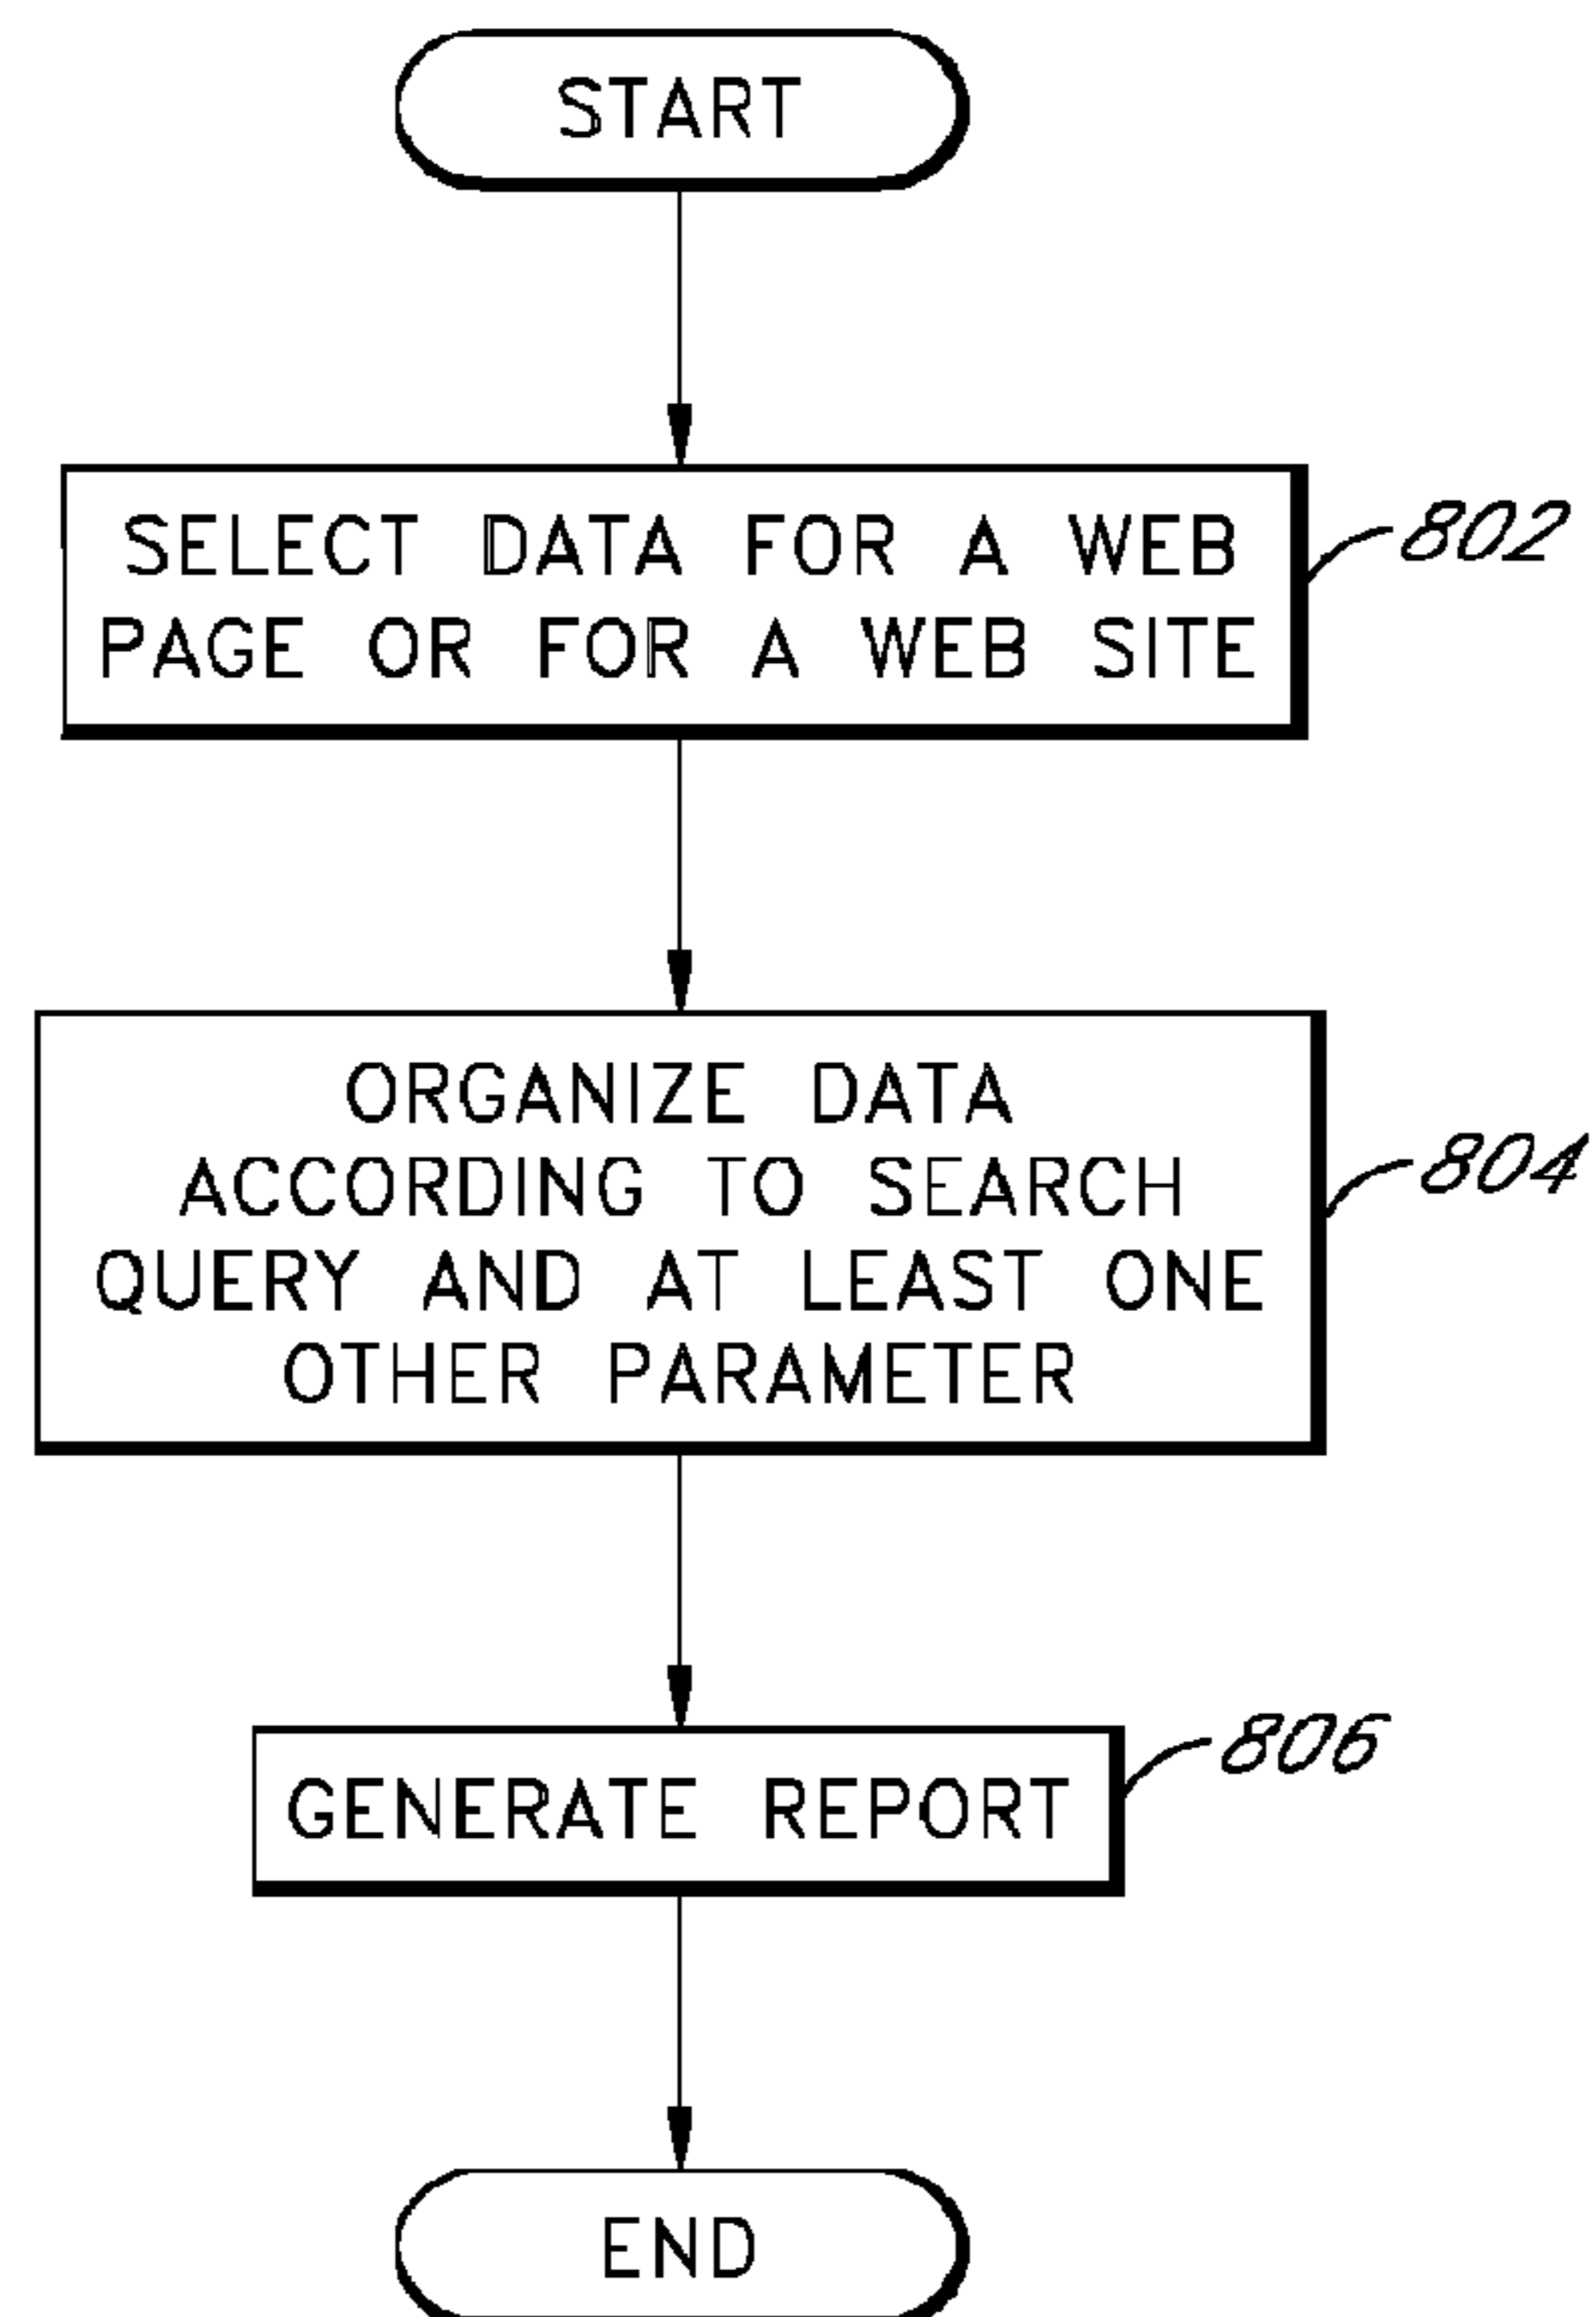 START
SELECT DATA FOR A WEB
PAGE OR FOR A WEB SITE
802
ORGANIZE DATA
ACCORDING TO SEARCH
QUERY AND AT LEAST ONE
OTHER PARAMETER
804
GENERATE REPORT
806
END